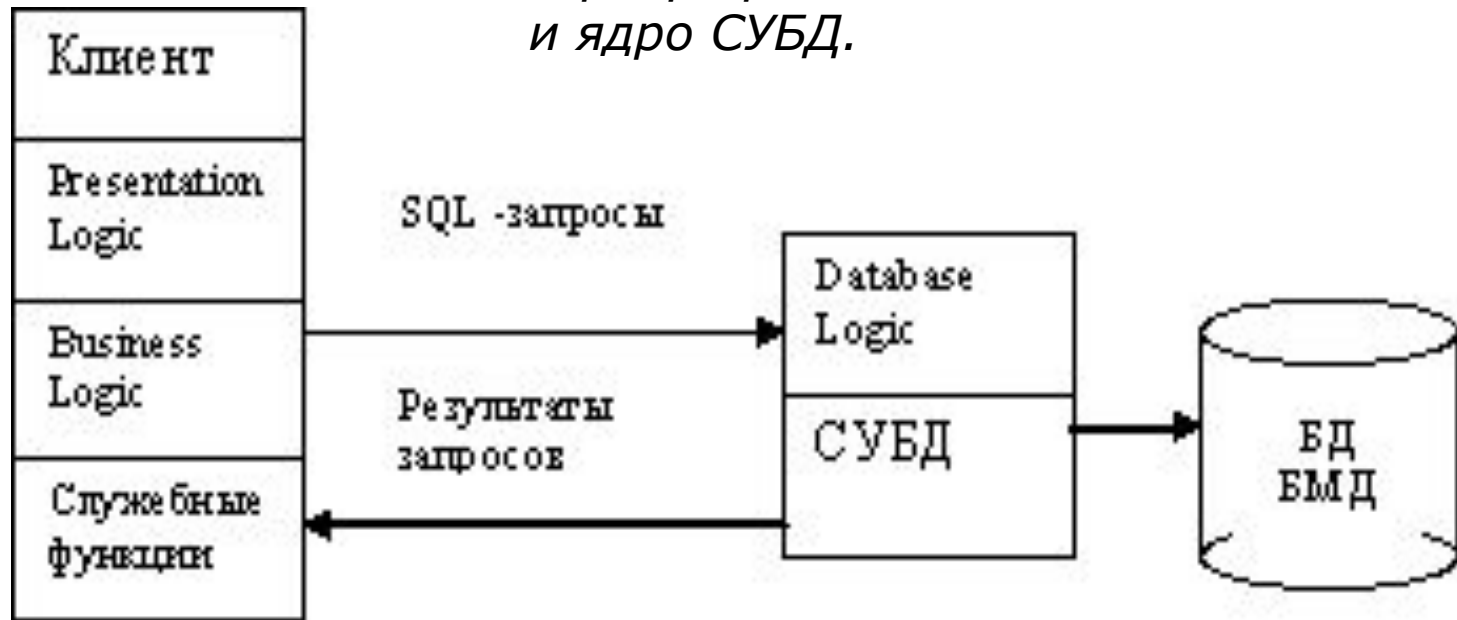 и ядро СУБД.
Клиент
Presentation
Logic
Business
Logic
Служебные
функции
SQL -запросы
Результаты
запросов
Database
Logic
СУБД
БД
БМД